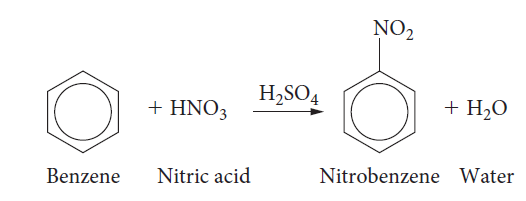 NO₂
+ HNO₃ H₂SO₄ + H₂O
Benzene Nitric acid Nitrobenzene Water